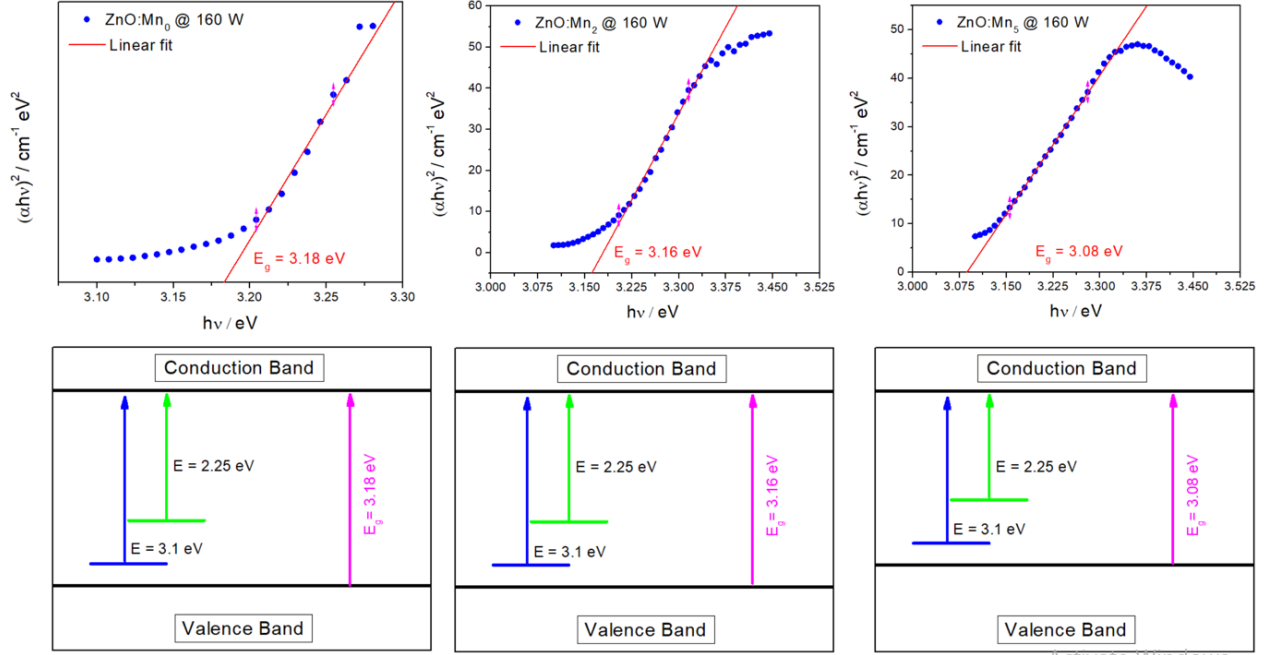 ZnO:Mn₀ @ 160 W
Linear fit
(αhν)² / cm⁻¹ eV²
E_g = 3.18 eV
3.10 3.15 3.20 3.25 3.30
hν / eV
60
50
40
30
20
10
0
ZnO:Mn₂ @ 160 W
Linear fit
(αhν)² / cm⁻¹ eV²
E_g = 3.16 eV
3.000 3.075 3.150 3.225 3.300 3.375 3.450 3.525
hν / eV
50
40
30
20
10
0
ZnO:Mn₅ @ 160 W
Linear fit
(αhν)² / cm⁻¹ eV²
E_g = 3.08 eV
3.000 3.075 3.150 3.225 3.300 3.375 3.450 3.525
hν / eV
Conduction Band
E = 2.25 eV
E = 3.1 eV
E_g = 3.18 eV
Valence Band
Conduction Band
E = 2.25 eV
E = 3.1 eV
E_g = 3.16 eV
Valence Band
Conduction Band
E = 2.25 eV
E = 3.1 eV
E_g = 3.08 eV
Valence Band